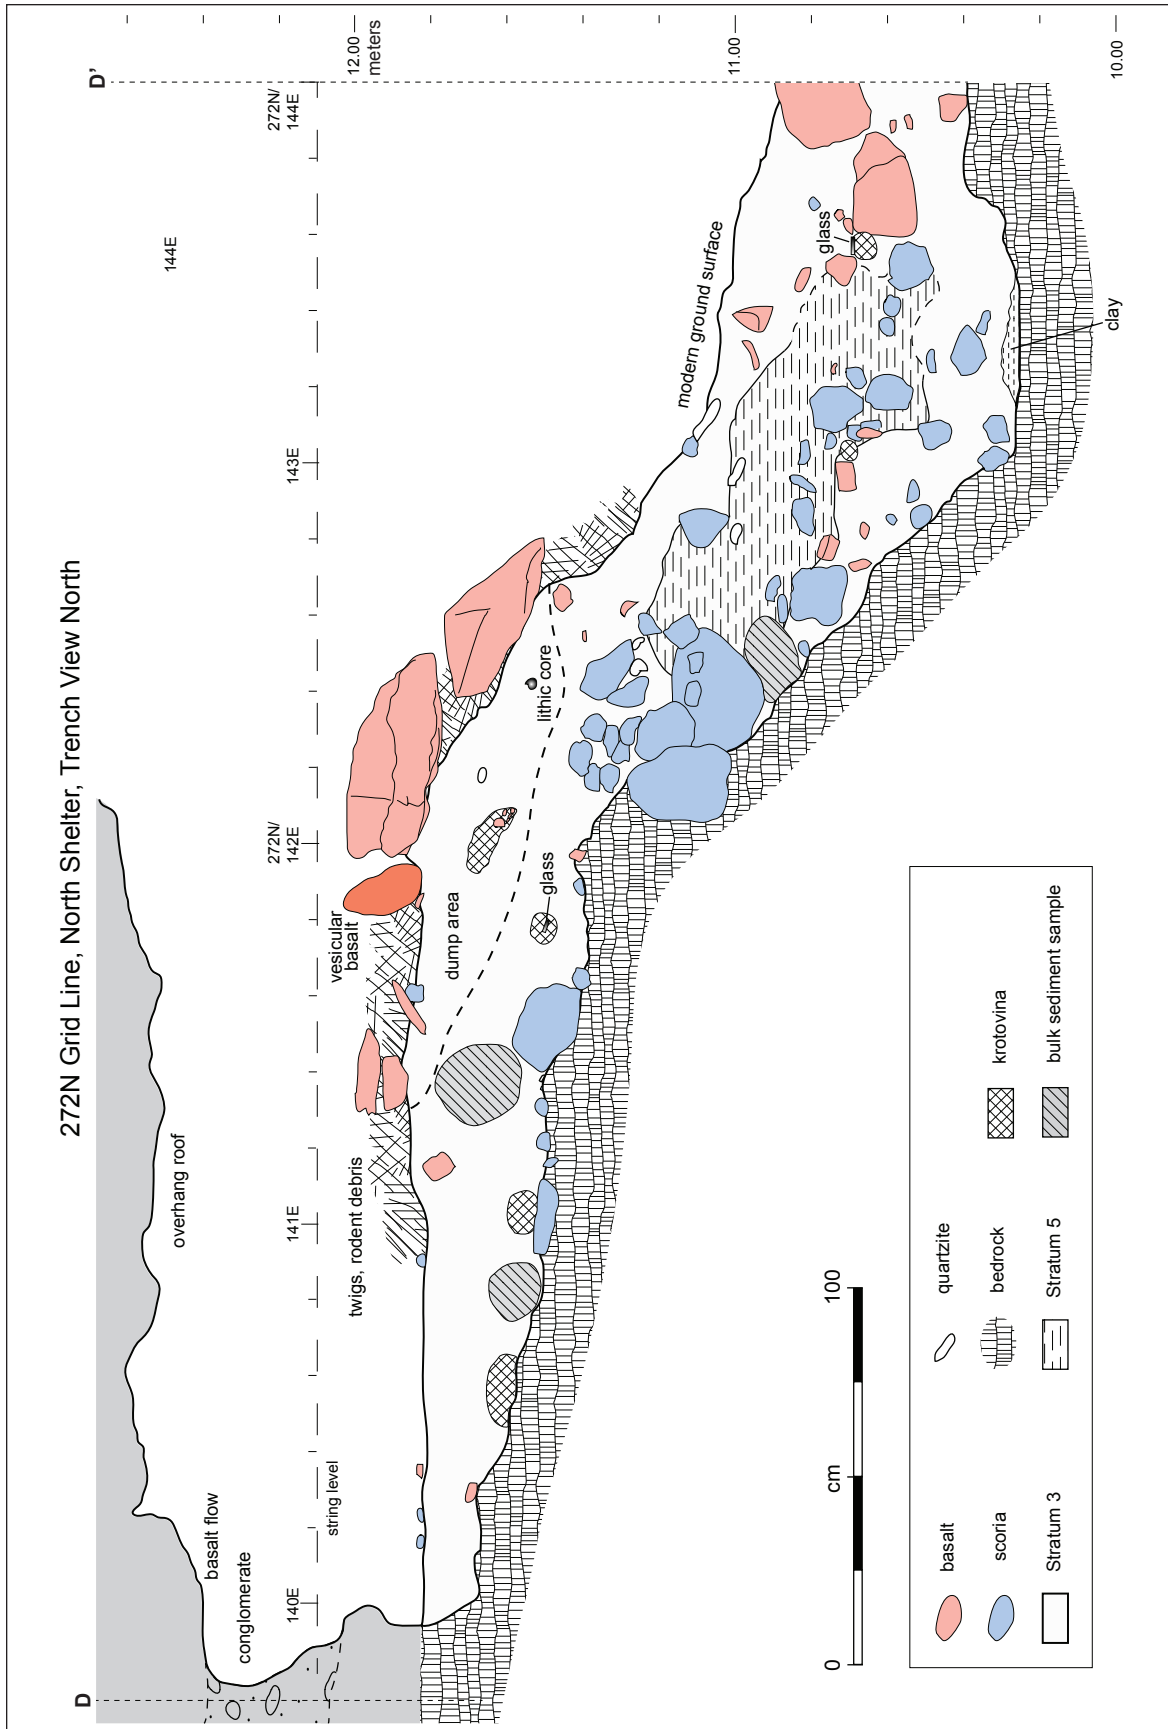 272N Grid Line, North Shelter, Trench View North
D
D'
overhang roof
basalt flow
conglomerate
string level
140E
141E
272N/
142E
143E
272N/
144E
144E
12.00
meters
11.00
10.00
twigs, rodent debris
vesicular
basalt
dump area
lithic core
glass
modern ground surface
glass
clay
0
cm
100
basalt
quartzite
krotovina
scoria
bedrock
bulk sediment sample
Stratum 3
Stratum 5